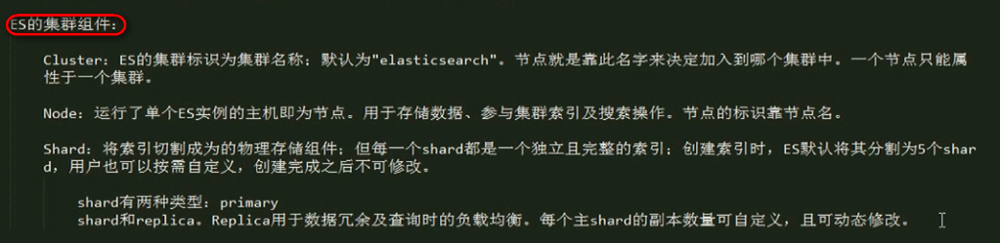 ES的集群组件：
Cluster：ES的集群标识为集群名称；默认为"elasticsearch"。节点就是靠此名字来决定加入到哪个集群中。一个节点只能属
性于一个集群。
Node：运行了单个ES实例的主机即为节点。用于存储数据、参与集群索引及搜索操作。节点的标识靠节点名。
Shard：将索引切割成为的物理存储组件；但每一个shard都是一个独立且完整的索引；创建索引时，ES默认将其分割为5个shar
d，用户也可以按需自定义，创建完成之后不可修改。
shard有两种类型：primary
shard和replica。Replica用于数据冗余及查询时的负载均衡。每个主shard的副本数量可自定义，且可动态修改。